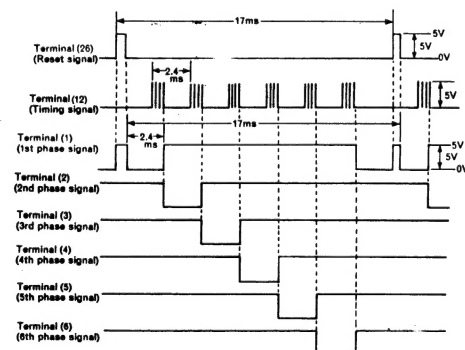 17ms
5V
Terminal (26)
(Reset signal)
5V
0V
2.4
ms
Terminal (12)
(Timing signal)
5V
17ms
Terminal (1)
(1st phase signal)
2.4
ms
5V
5V
0V
Terminal (2)
(2nd phase signal)
Terminal (3)
(3rd phase signal)
Terminal (4)
(4th phase signal)
Terminal (5)
(5th phase signal)
Terminal (6)
(6th phase signal)